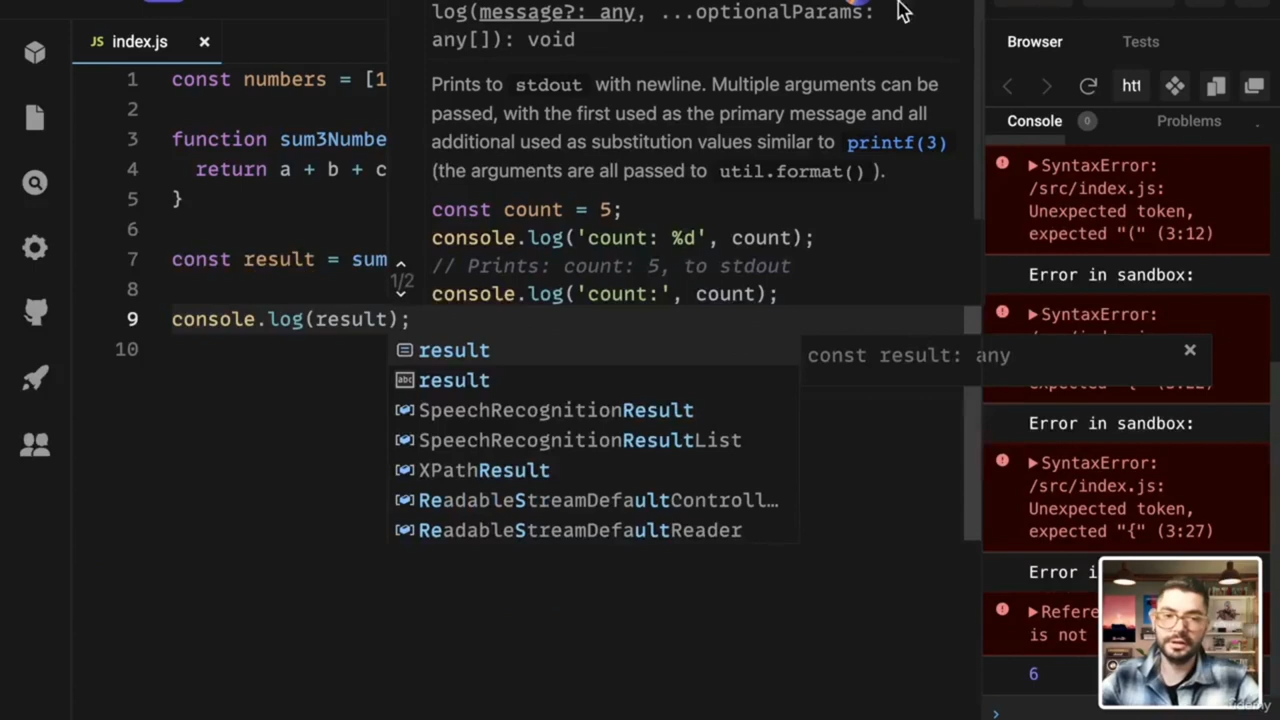 log(message?: any, ...optionalParams:
any[]): void
JS index.js
Browser
Tests
htt
Prints to stdout with newline. Multiple arguments can be
passed, with the first used as the primary message and all
additional used as substitution values similar to printf(3)
(the arguments are all passed to util.format() ).
const count = 5;
console.log('count: %d', count);
// Prints: count: 5, to stdout
console.log('count:', count);
1/2
1 const numbers = [1
2
3 function sum3Numbe
4 return a + b + c
5 }
6
7 const result = sum
8
9 console.log(result);
10
result
result
SpeechRecognitionResult
SpeechRecognitionResultList
XPathResult
ReadableStreamDefaultControll…
ReadableStreamDefaultReader
const result: any
Console 0 Problems
SyntaxError:
/src/index.js:
Unexpected token,
expected "(" (3:12)
Error in sandbox:
SyntaxError:
Error in sandbox:
SyntaxError:
/src/index.js:
Unexpected token,
expected "{" (3:27)
Error i
Refere
is not
6